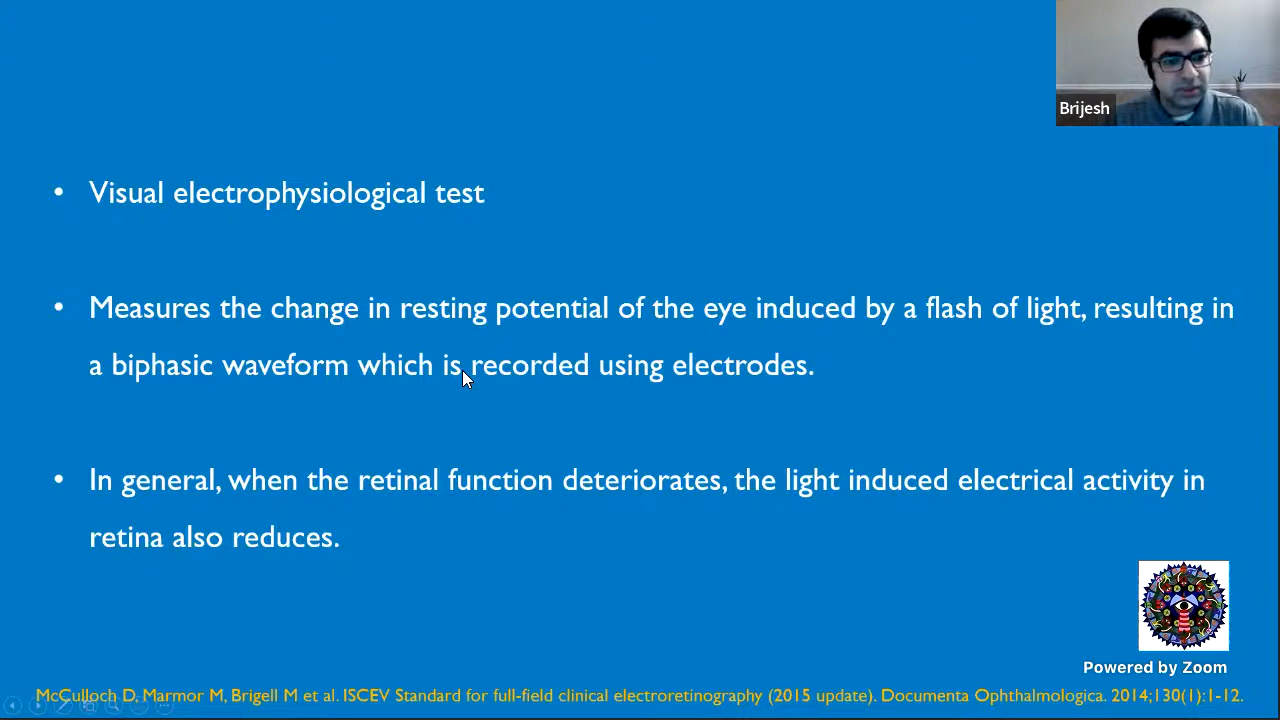 Brijesh
• Visual electrophysiological test
• Measures the change in resting potential of the eye induced by a flash of light, resulting in
a biphasic waveform which is recorded using electrodes.
• In general, when the retinal function deteriorates, the light induced electrical activity in
retina also reduces.
Powered by Zoom
McCulloch D, Marmor M, Brigell M et al. ISCEV Standard for full-field clinical electroretinography (2015 update). Documenta Ophthalmologica. 2014;130(1):1-12.